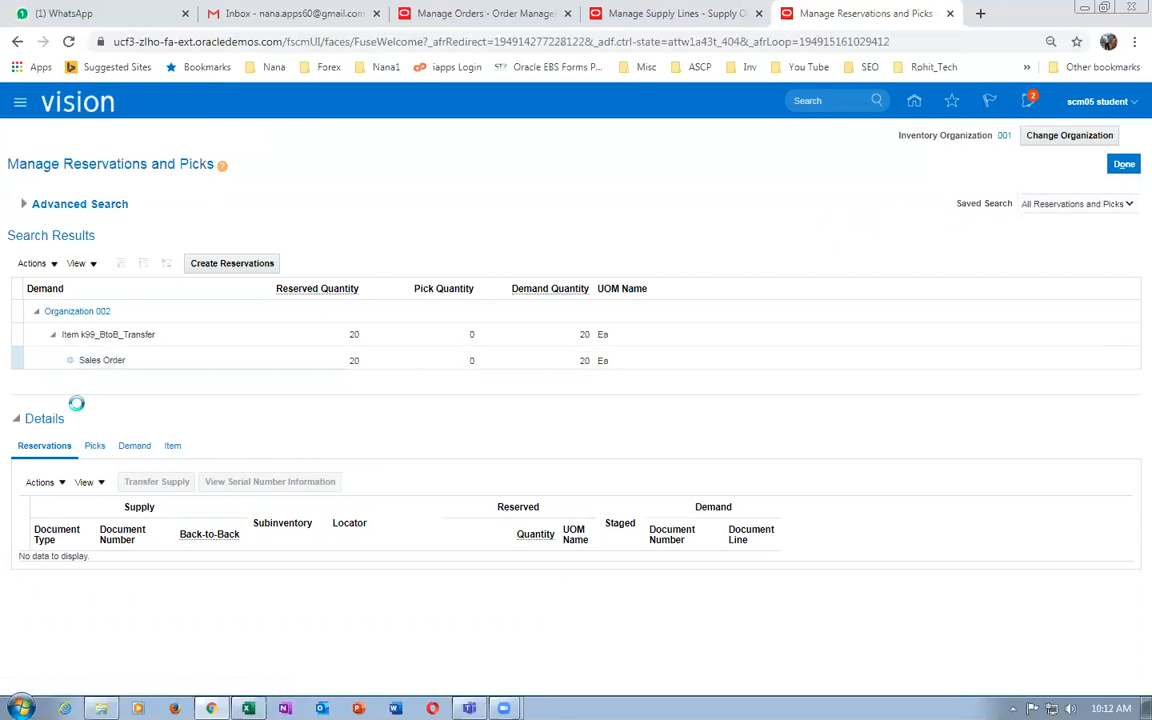 (1) WhatsApp
Inbox - nana.apps60@gmail.com
Manage Orders - Order Manage
Manage Supply Lines - Supply O
Manage Reservations and Picks
ucf3-zlho-fa-ext.oracledemos.com/fscmUI/faces/FuseWelcome?_afrRedirect=1949142772281228&_adf.ctrl-state=attw1a43t_404&_afrLoop=1949151610294​12
Apps
Suggested Sites
Bookmarks
Nana
Forex
Nana1
iapps Login
Oracle EBS Forms P...
Misc
ASCP
Inv
You Tube
SEO
Rohit_Tech
»
Other bookmarks
vision
Search
2
scm05 student
Inventory Organization 001 Change Organization
Manage Reservations and Picks ?
Done
Advanced Search
Saved Search All Reservations and Picks
Search Results
Actions View Create Reservations
Demand Reserved Quantity Pick Quantity Demand Quantity UOM Name
Organization 002
Item k99_BtoB_Transfer 20 0 20 Ea
Sales Order 20 0 20 Ea
Details
Reservations Picks Demand Item
Actions View Transfer Supply View Serial Number Information
Supply Reserved Demand
Document Type Document Number Back-to-Back Subinventory Locator Quantity UOM Name Staged Document Number Document Line
No data to display.
10:12 AM